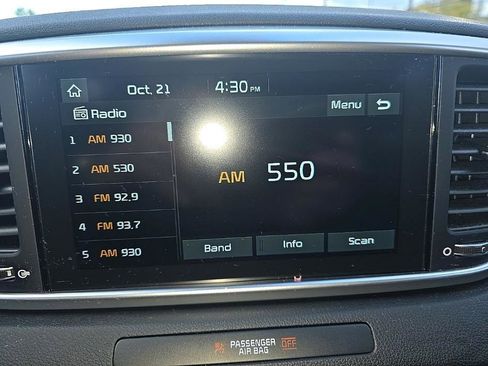 Oct. 21 4:30 PM
Radio Menu
1 AM 930
2 AM 530
3 FM 92.9
4 FM 93.7
5 AM 930
AM 550
Band Info Scan
PASSENGER
AIR BAG OFF